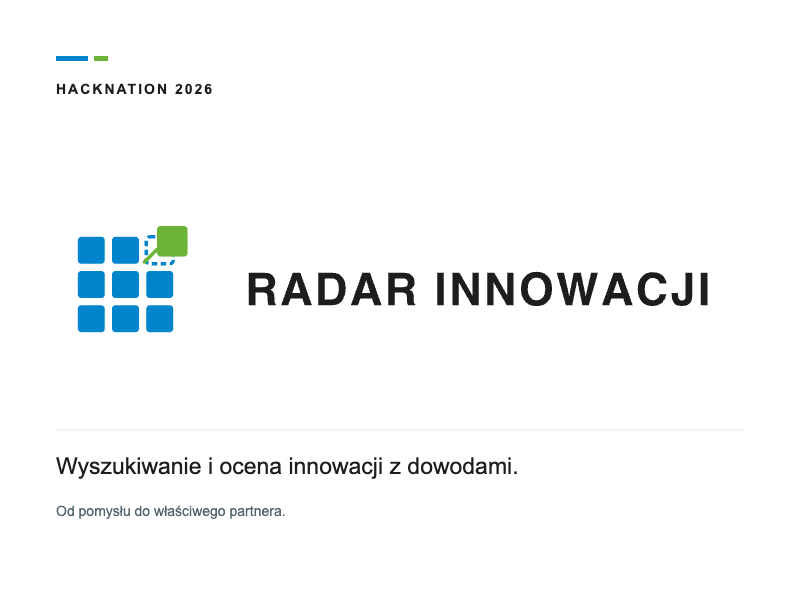 HACKNATION 2026
RADAR INNOWACJI
Wyszukiwanie i ocena innowacji z dowodami.
Od pomysłu do właściwego partnera.